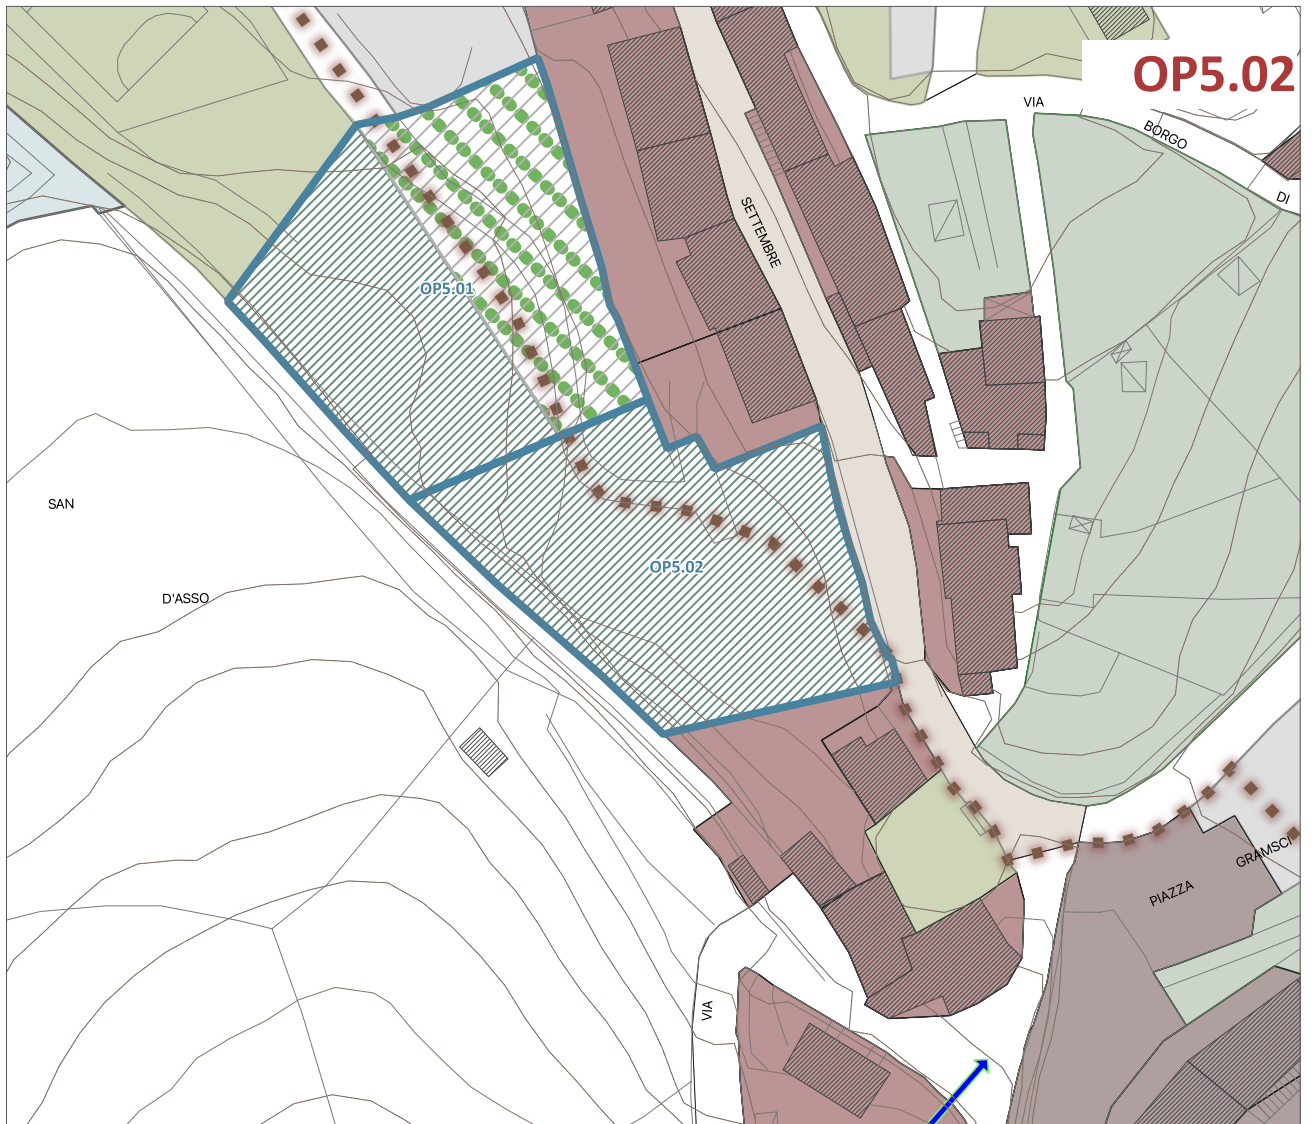 OP5.02
VIA
BORGO
DI
SETTEMBRE
OP5.01
SAN
OP5.02
D'ASSO
GRAMSCI
PIAZZA
VIA